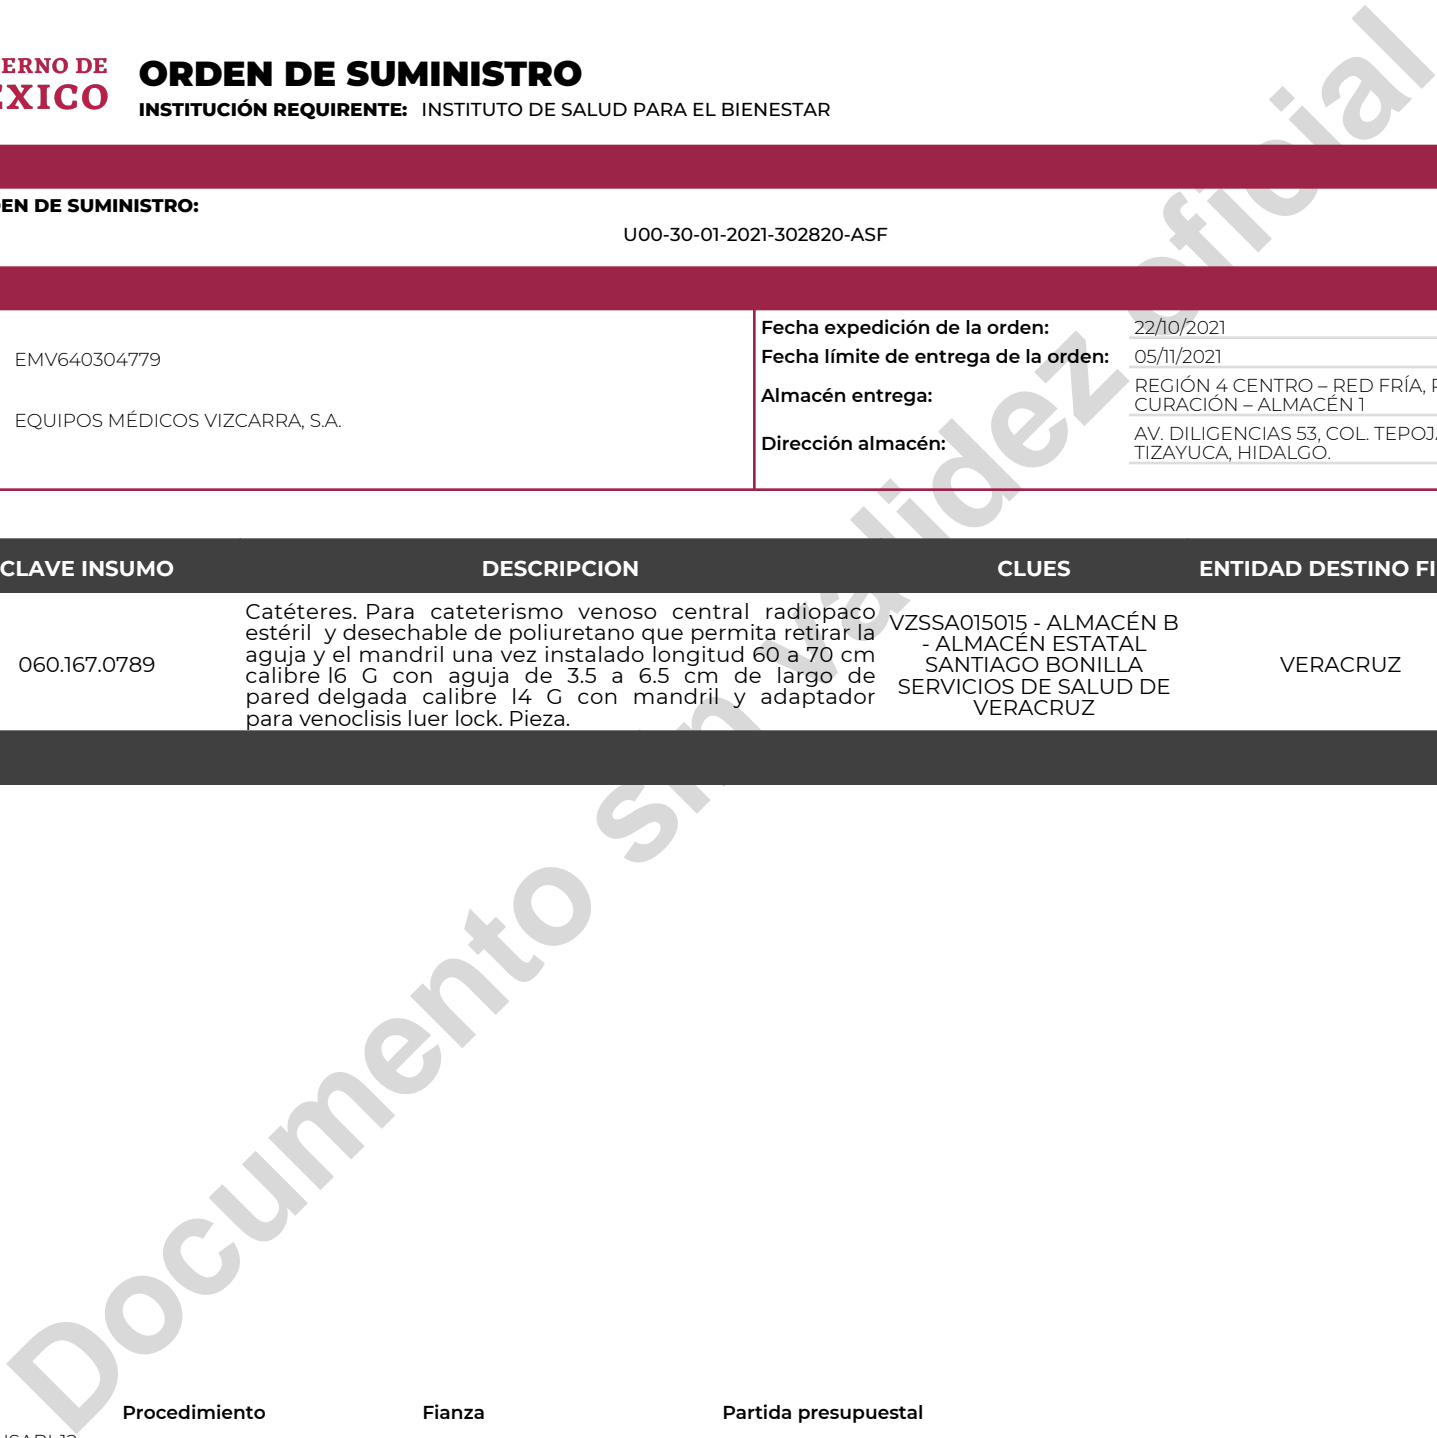 ERNO DE
EXICO
ORDEN DE SUMINISTRO
INSTITUCIÓN REQUIRENTE: INSTITUTO DE SALUD PARA EL BIENESTAR
EN DE SUMINISTRO:
U00-30-01-2021-302820-ASF
EMV640304779
EQUIPOS MÉDICOS VIZCARRA, S.A.
Fecha expedición de la orden: 22/10/2021
Fecha límite de entrega de la orden: 05/11/2021
Almacén entrega: REGIÓN 4 CENTRO – RED FRÍA,
CURACIÓN – ALMACÉN 1
Dirección almacén: AV. DILIGENCIAS 53, COL. TEPOJA
TIZAYUCA, HIDALGO.
CLAVE INSUMO DESCRIPCION CLUES ENTIDAD DESTINO FI
060.167.0789
Catéteres. Para cateterismo venoso central radiopaco
estéril y desechable de poliuretano que permita retirar la
aguja y el mandril una vez instalado longitud 60 a 70 cm
calibre l6 G con aguja de 3.5 a 6.5 cm de largo de
pared delgada calibre l4 G con mandril y adaptador
para venoclisis luer lock. Pieza.
VZSSA015015 - ALMACÉN B
- ALMACÉN ESTATAL
SANTIAGO BONILLA
SERVICIOS DE SALUD DE
VERACRUZ
VERACRUZ
Documento sin validez oficial
Procedimiento Fianza Partida presupuestal